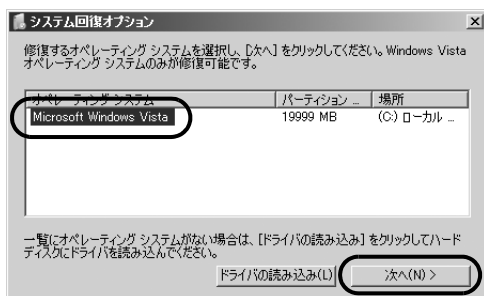 システム回復オプション
修復するオペレーティング システムを選択し、[次へ] をクリックしてください。Windows Vista
オペレーティング システムのみが修復可能です。
オペレーティング システム パーティション ... 場所
Microsoft Windows Vista 19999 MB (C:) ローカル ...
一覧にオペレーティング システムがない場合は、[ドライバの読み込み] をクリックしてハード
ディスクにドライバを読み込んでください。
ドライバの読み込み(L) 次へ(N) >